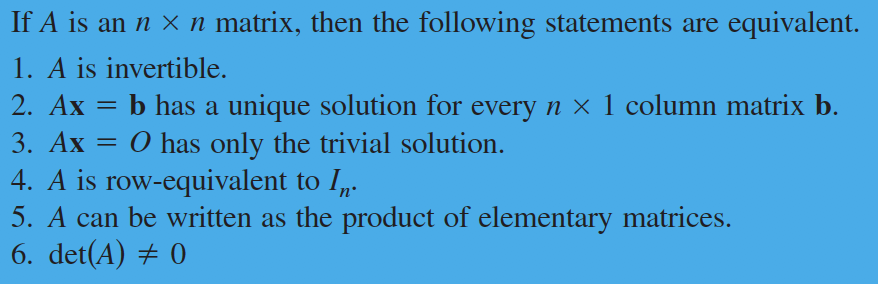 If A is an n × n matrix, then the following statements are equivalent.
1. A is invertible.
2. Ax = b has a unique solution for every n × 1 column matrix b.
3. Ax = O has only the trivial solution.
4. A is row-equivalent to Iₙ.
5. A can be written as the product of elementary matrices.
6. det(A) ≠ 0